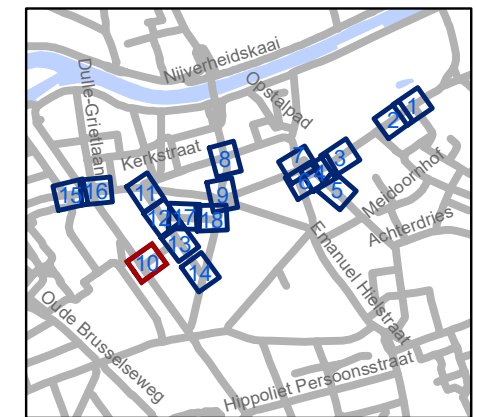 Nijverheidskaai
Dulle-Grietlaan
Opstalpad
1
2
Kerkstraat
8
7
3
4
6
5
Meidoornhof
15
16
11
9
12
17
18
Achterdries
13
10
14
Emanuel Hielstraat
Oude Brusselseweg
Hippoliet Persoonsstraat